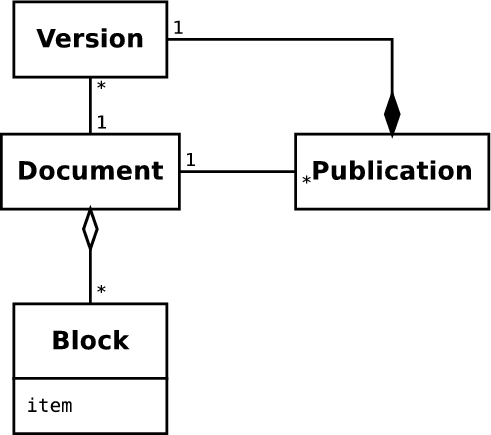 Version
1
*
1
Document
1
*
Publication
*
Block
item